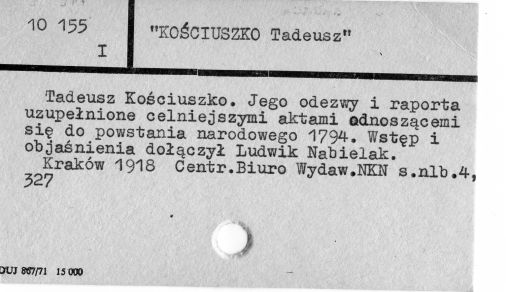 10 155
I
"KOŚCIUSZKO Tadeusz"
Tadeusz Kościuszko. Jego odezwy i raporta
uzupełnione celniejszymi aktami odnoszącemi
się do powstania narodowego 1794. Wstęp i
objaśnienia dołączył Ludwik Nabielak.
Kraków 1918 Centr.Biuro Wydaw.NKN s.nlb.4,
327
DUJ 867/71 15 000